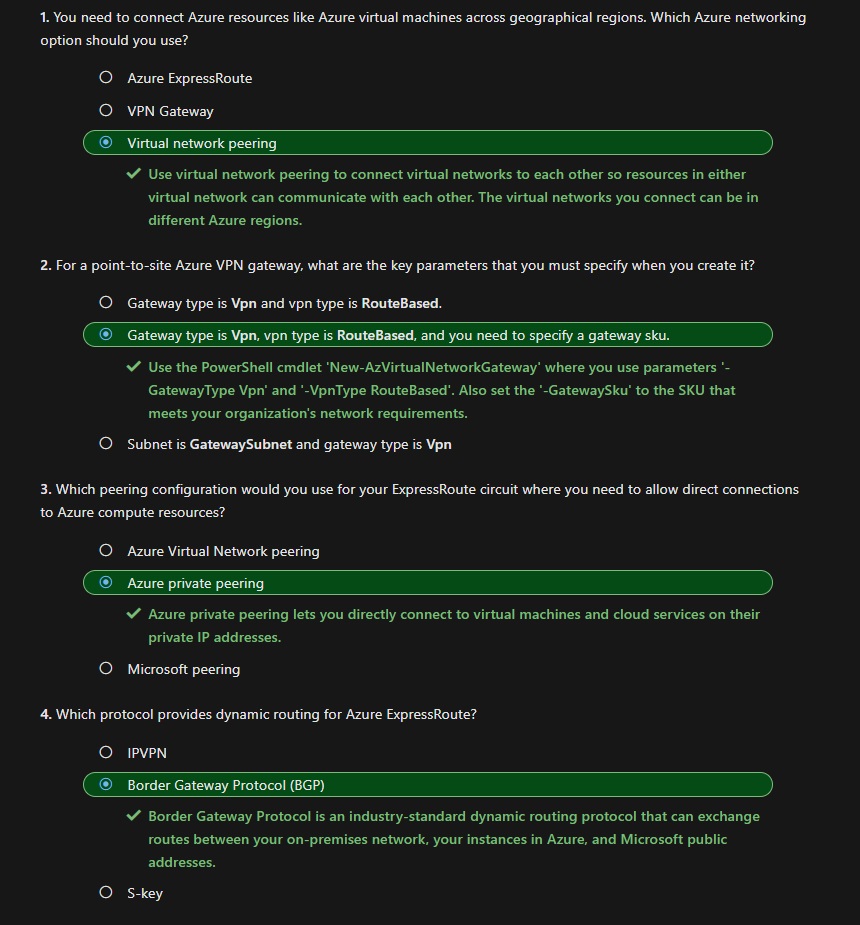 1. You need to connect Azure resources like Azure virtual machines across geographical regions. Which Azure networking
option should you use?
Azure ExpressRoute
VPN Gateway
Virtual network peering
Use virtual network peering to connect virtual networks to each other so resources in either
virtual network can communicate with each other. The virtual networks you connect can be in
different Azure regions.
2. For a point-to-site Azure VPN gateway, what are the key parameters that you must specify when you create it?
Gateway type is Vpn and vpn type is RouteBased.
Gateway type is Vpn, vpn type is RouteBased, and you need to specify a gateway sku.
Use the PowerShell cmdlet 'New-AzVirtualNetworkGateway' where you use parameters '-
GatewayType Vpn' and '-VpnType RouteBased'. Also set the '-GatewaySku' to the SKU that
meets your organization's network requirements.
Subnet is GatewaySubnet and gateway type is Vpn
3. Which peering configuration would you use for your ExpressRoute circuit where you need to allow direct connections
to Azure compute resources?
Azure Virtual Network peering
Azure private peering
Azure private peering lets you directly connect to virtual machines and cloud services on their
private IP addresses.
Microsoft peering
4. Which protocol provides dynamic routing for Azure ExpressRoute?
IPVPN
Border Gateway Protocol (BGP)
Border Gateway Protocol is an industry-standard dynamic routing protocol that can exchange
routes between your on-premises network, your instances in Azure, and Microsoft public
addresses.
S-key